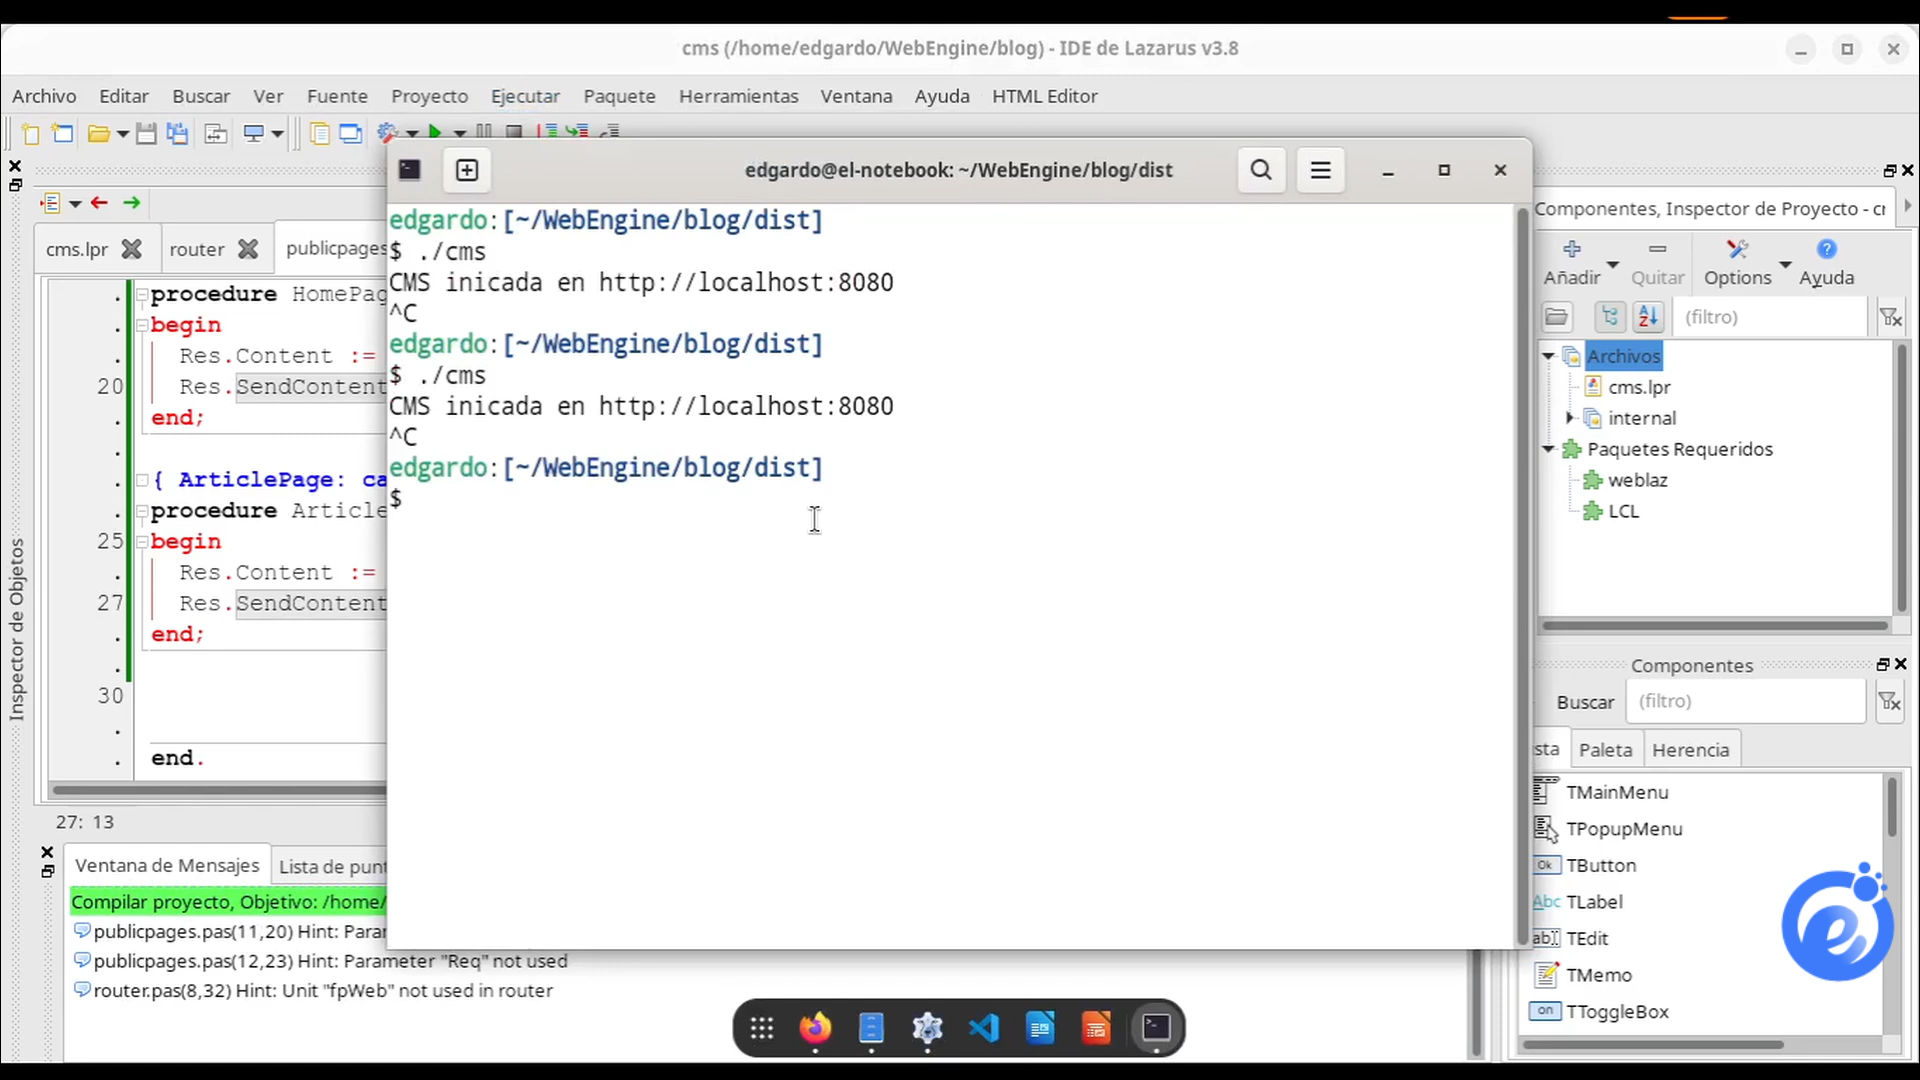 cms (/home/edgardo/WebEngine/blog) - IDE de Lazarus v3.8
Archivo Editar Buscar Ver Fuente Proyecto Ejecutar Paquete Herramientas Ventana Ayuda HTML Editor
edgardo@el-notebook: ~/WebEngine/blog/dist
edgardo:[~/WebEngine/blog/dist]
$ ./cms
CMS inicada en http://localhost:8080
^C
edgardo:[~/WebEngine/blog/dist]
$ ./cms
CMS inicada en http://localhost:8080
^C
edgardo:[~/WebEngine/blog/dist]
$
Inspector de Objetos
cms.lpr router publicpages
procedure HomePag
begin
Res.Content :=
20 Res.SendContent
end;
{ ArticlePage: ca
procedure Article
25 begin
Res.Content :=
27 Res.SendContent
end;
30
end.
27: 13
Ventana de Mensajes Lista de pun
Compilar proyecto, Objetivo: /home/
publicpages.pas(11,20) Hint: Para
publicpages.pas(12,23) Hint: Parameter "Req" not used
router.pas(8,32) Hint: Unit "fpWeb" not used in router
Componentes, Inspector de Proyecto - cr
Añadir Quitar Options Ayuda
(filtro)
Archivos
cms.lpr
internal
Paquetes Requeridos
weblaz
LCL
Componentes
Buscar (filtro)
sta Paleta Herencia
TMainMenu
TPopupMenu
Ok TButton
Abc TLabel
ab TEdit
TMemo
on TToggleBox